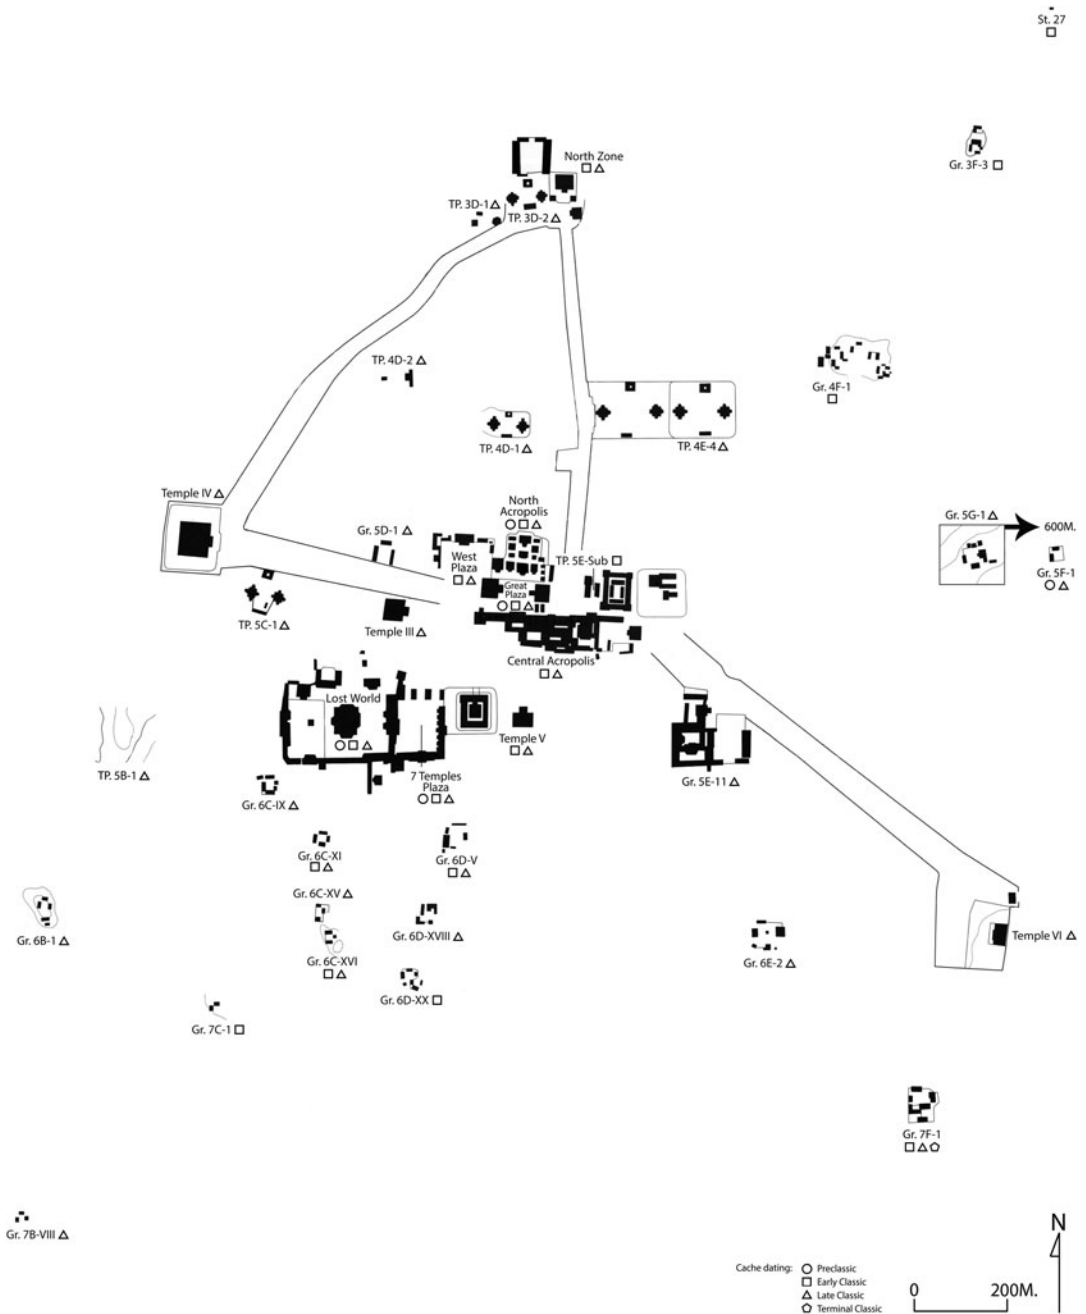 St. 27
Gr. 3F-3
North Zone
TP. 3D-1
TP. 3D-2
TP. 4D-2
Gr. 4F-1
TP. 4D-1
TP. 4E-4
Temple IV
North
Acropolis
Gr. 5D-1
Gr. 5G-1
600M.
West
Plaza
TP. 5E-Sub
Gr. 5F-1
Great
Plaza
TP. 5C-1
Temple III
Central Acropolis
Lost World
Temple V
TP. 5B-1
7 Temples
Plaza
Gr. 5E-11
Gr. 6C-IX
Gr. 6C-XI
Gr. 6D-V
Gr. 6C-XV
Gr. 6B-1
Gr. 6D-XVIII
Temple VI
Gr. 6C-XVI
Gr. 6E-2
Gr. 6D-XX
Gr. 7C-1
Gr. 7F-1
Gr. 7B-VIII
N
Cache dating:
Preclassic
Early Classic
Late Classic
Terminal Classic
0 200M.